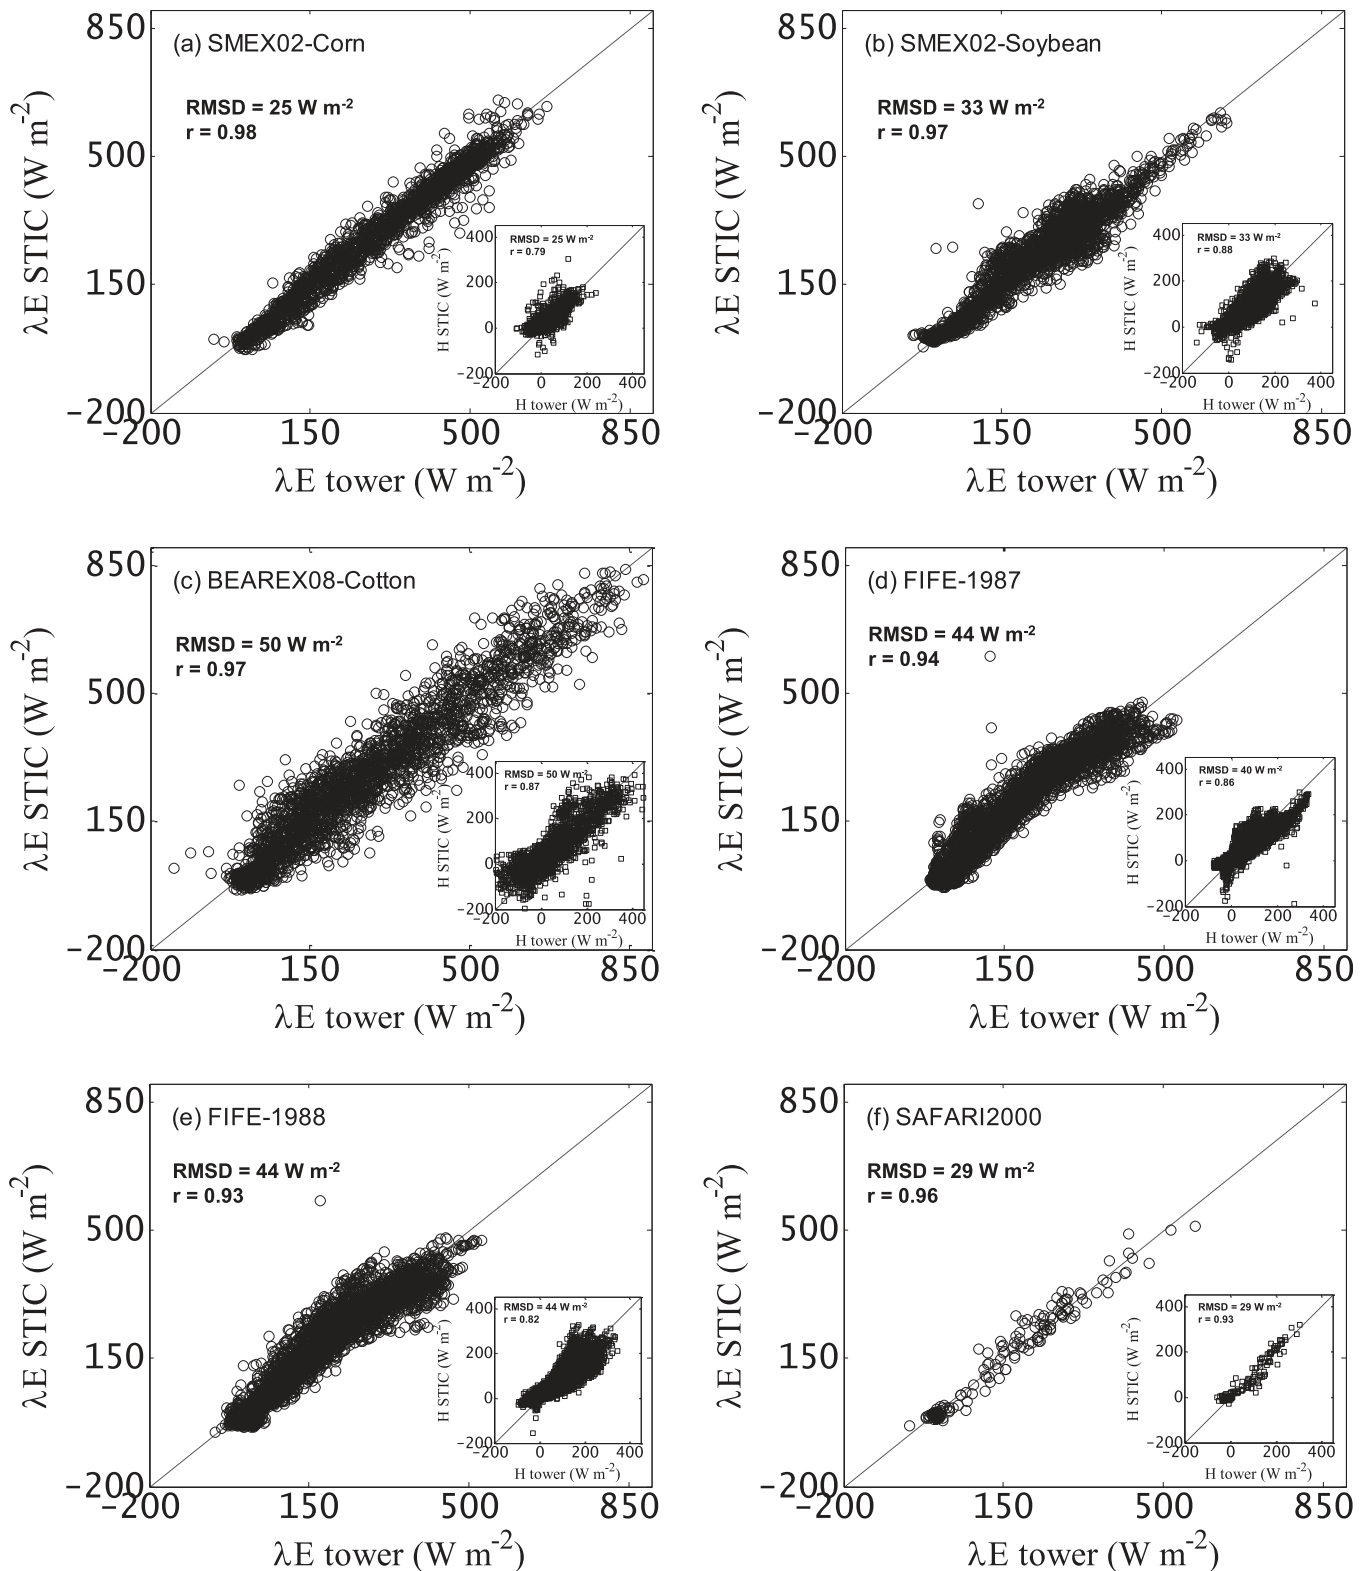 (a) SMEX02-Corn
RMSD = 25 W m-2
r = 0.98
850
500
150
-200
-200 150 500 850
λE STIC (W m-2)
λE tower (W m-2)
RMSD = 25 W m-2
r = 0.79
400
200
0
-200
-200 0 200 400
H STIC (W m-2)
H tower (W m-2)
(b) SMEX02-Soybean
RMSD = 33 W m-2
r = 0.97
850
500
150
-200
-200 150 500 850
λE STIC (W m-2)
λE tower (W m-2)
RMSD = 33 W m-2
r = 0.88
400
200
0
-200
-200 0 200 400
H STIC (W m-2)
H tower (W m-2)
(c) BEAREX08-Cotton
RMSD = 50 W m-2
r = 0.97
850
500
150
-200
-200 150 500 850
λE STIC (W m-2)
λE tower (W m-2)
RMSD = 50 W m-2
r = 0.87
400
200
0
-200
-200 0 200 400
H STIC (W m-2)
H tower (W m-2)
(d) FIFE-1987
RMSD = 44 W m-2
r = 0.94
850
500
150
-200
-200 150 500 850
λE STIC (W m-2)
λE tower (W m-2)
RMSD = 40 W m-2
r = 0.86
400
200
0
-200
-200 0 200 400
H STIC (W m-2)
H tower (W m-2)
(e) FIFE-1988
RMSD = 44 W m-2
r = 0.93
850
500
150
-200
-200 150 500 850
λE STIC (W m-2)
λE tower (W m-2)
RMSD = 44 W m-2
r = 0.82
400
200
0
-200
-200 0 200 400
H STIC (W m-2)
H tower (W m-2)
(f) SAFARI2000
RMSD = 29 W m-2
r = 0.96
850
500
150
-200
-200 150 500 850
λE STIC (W m-2)
λE tower (W m-2)
RMSD = 29 W m-2
r = 0.93
400
200
0
-200
-200 0 200 400
H STIC (W m-2)
H tower (W m-2)